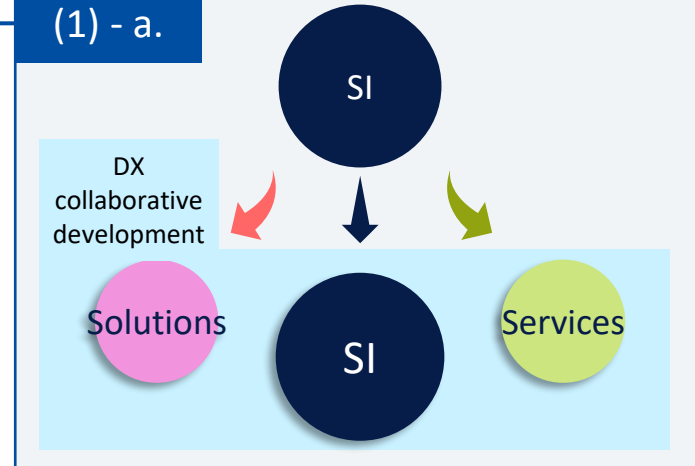 (1) - a.
SI
DX
collaborative
development
Solutions
SI
Services